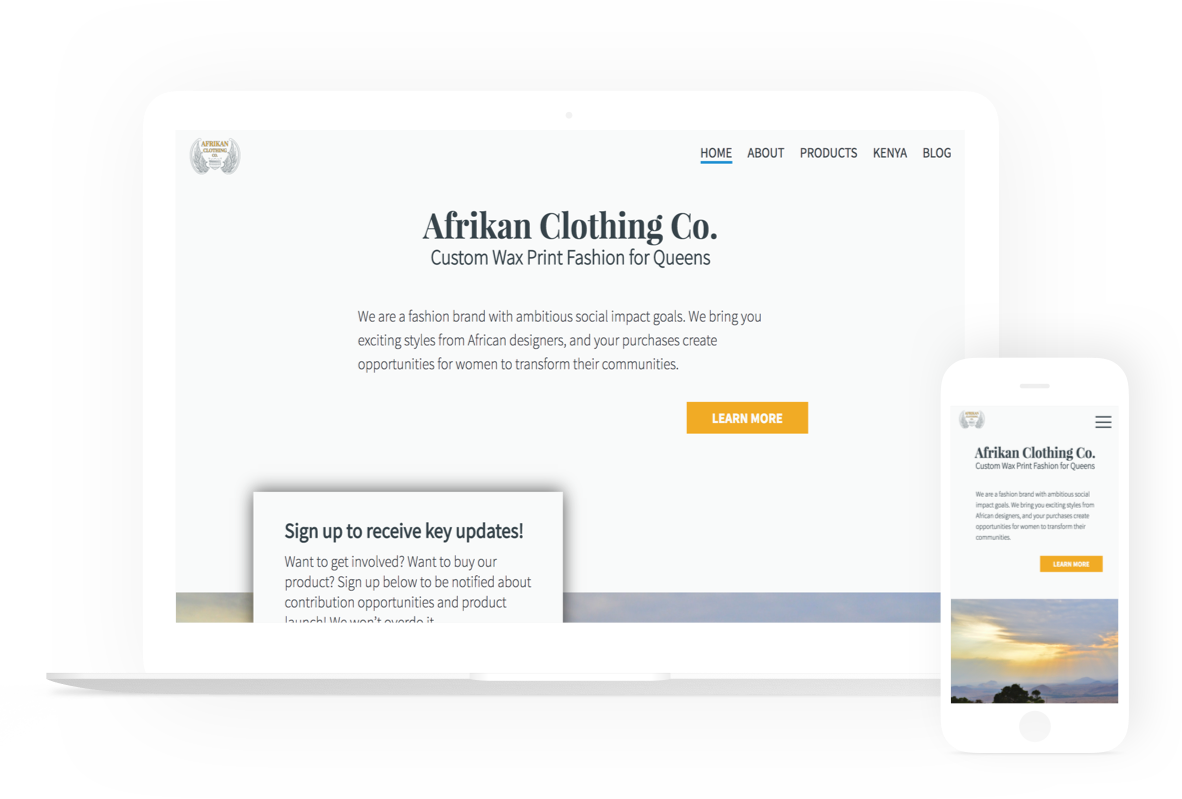 AFRIKAN
CLOTHING
CO.
HOME ABOUT PRODUCTS KENYA BLOG
Afrikan Clothing Co.
Custom Wax Print Fashion for Queens
We are a fashion brand with ambitious social impact goals. We bring you
exciting styles from African designers, and your purchases create
opportunities for women to transform their communities.
LEARN MORE
Sign up to receive key updates!
Want to get involved? Want to buy our
product? Sign up below to be notified about
contribution opportunities and product
launch! We won't overdo it
AFRIKAN
CLOTHING
Afrikan Clothing Co.
Custom Wax Print Fashion for Queens
We are a fashion brand with ambitious social
impact goals. We bring you exciting styles from
African designers, and your purchases create
opportunities for women to transform their
communities.
LEARN MORE